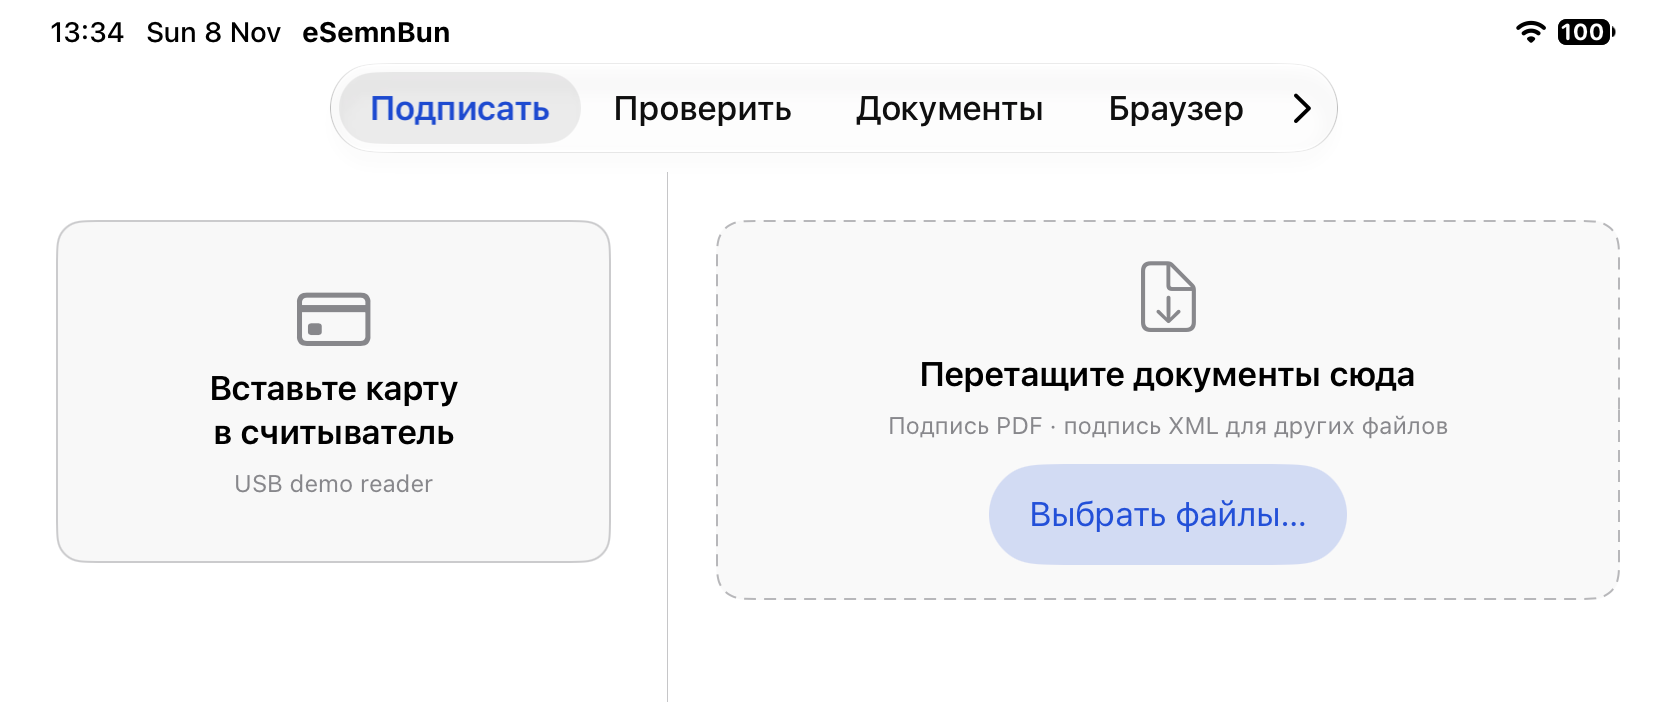 13:34 Sun 8 Nov eSemnBun
100
Подписать Проверить Документы Браузер
Вставьте карту
в считыватель
USB demo reader
Перетащите документы сюда
Подпись PDF · подпись XML для других файлов
Выбрать файлы...